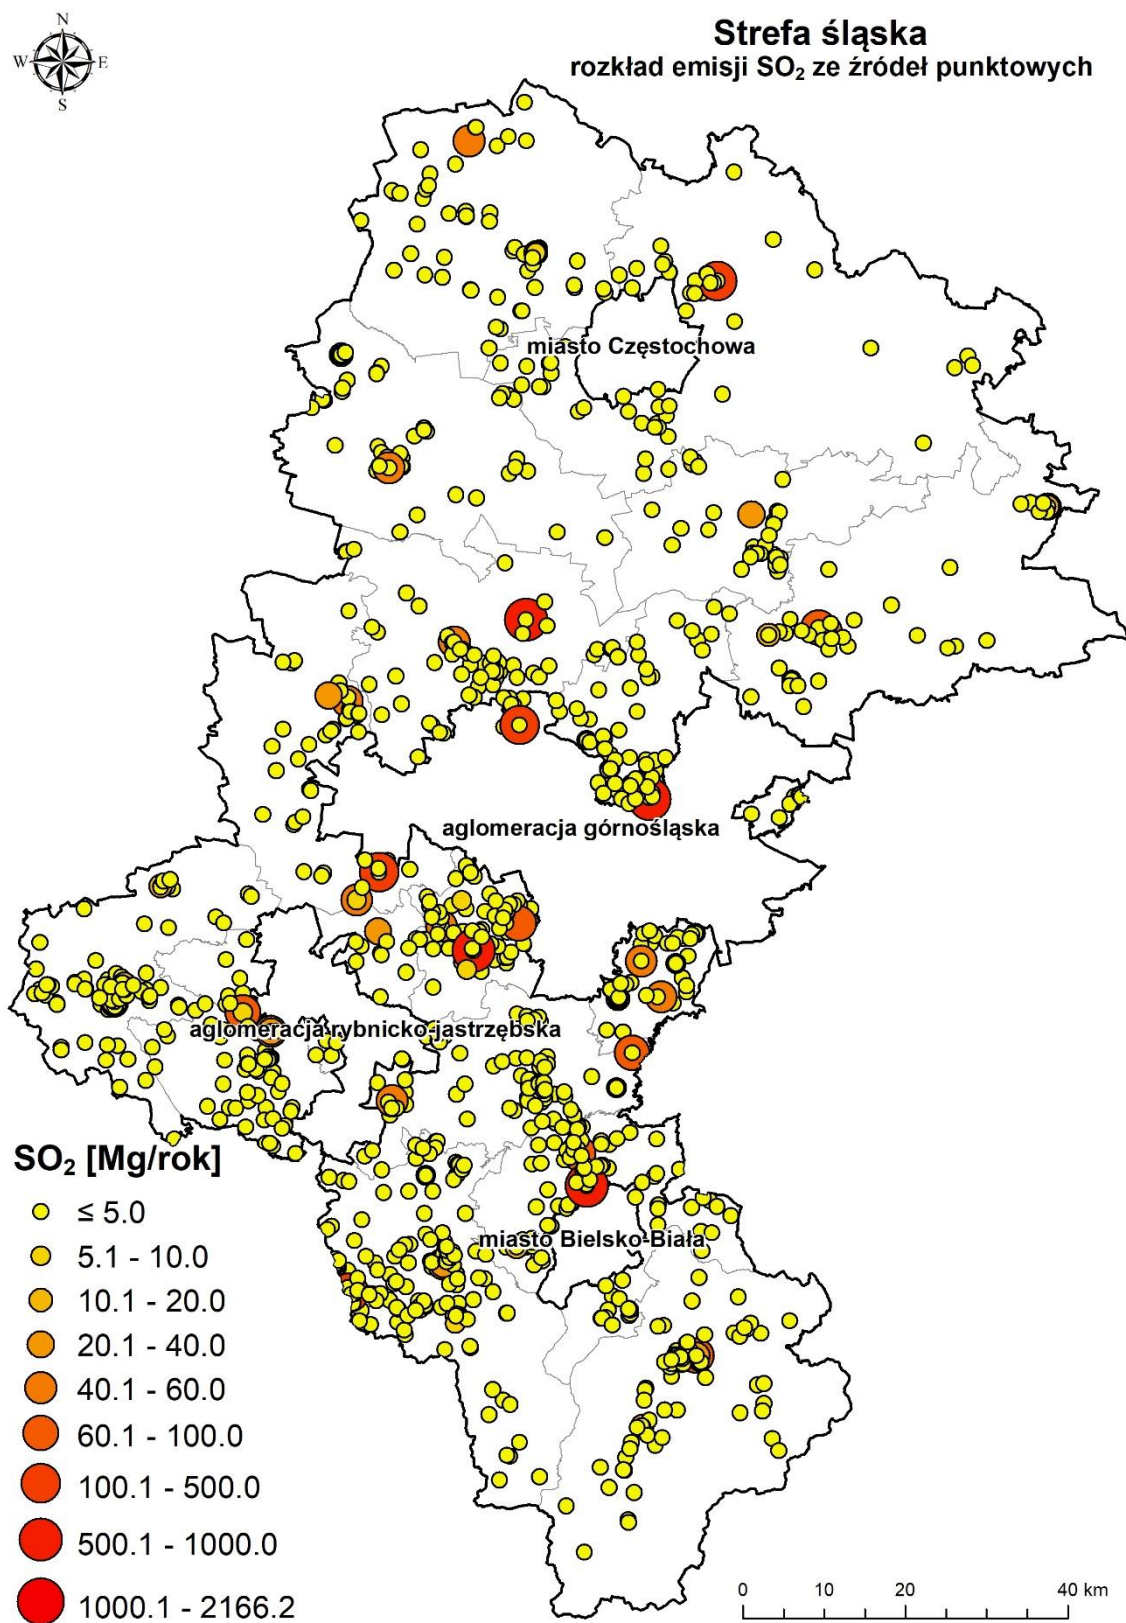 N
W E
S
Strefa śląska
rozkład emisji SO₂ ze źródeł punktowych
miasto Częstochowa
aglomeracja górnośląska
aglomeracja rybnicko-jastrzębska
miasto Bielsko-Biała
SO₂ [Mg/rok]
≤ 5.0
5.1 - 10.0
10.1 - 20.0
20.1 - 40.0
40.1 - 60.0
60.1 - 100.0
100.1 - 500.0
500.1 - 1000.0
1000.1 - 2166.2
0 10 20 40 km